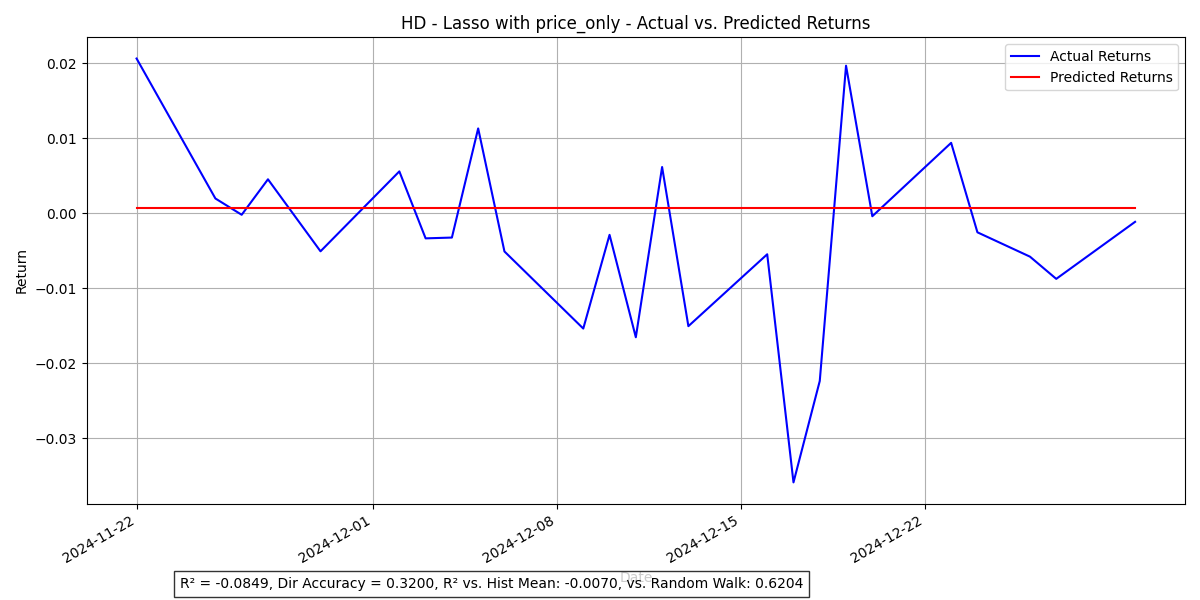 HD - Lasso with price_only - Actual vs. Predicted Returns
Actual Returns
Predicted Returns
0.02
0.01
0.00
−0.01
−0.02
−0.03
Return
2024-11-22
2024-12-01
2024-12-08
2024-12-15
2024-12-22
Date
R² = -0.0849, Dir Accuracy = 0.3200, R² vs. Hist Mean: -0.0070, vs. Random Walk: 0.6204